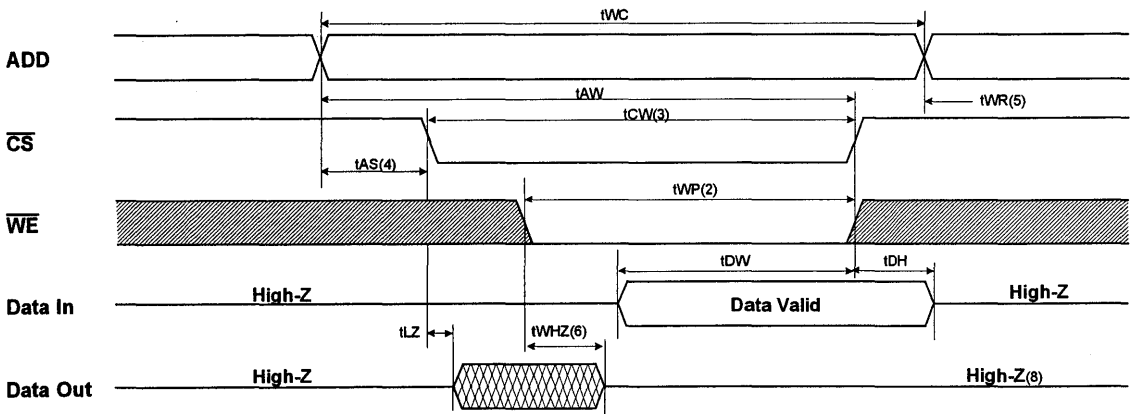 tWC
ADD
tAW
tWR(5)
tCW(3)
CS
tAS(4)
tWP(2)
WE
tDW
tDH
High-Z
High-Z
Data In
Data Valid
tLZ
tWHZ(6)
High-Z
High-Z(8)
Data Out